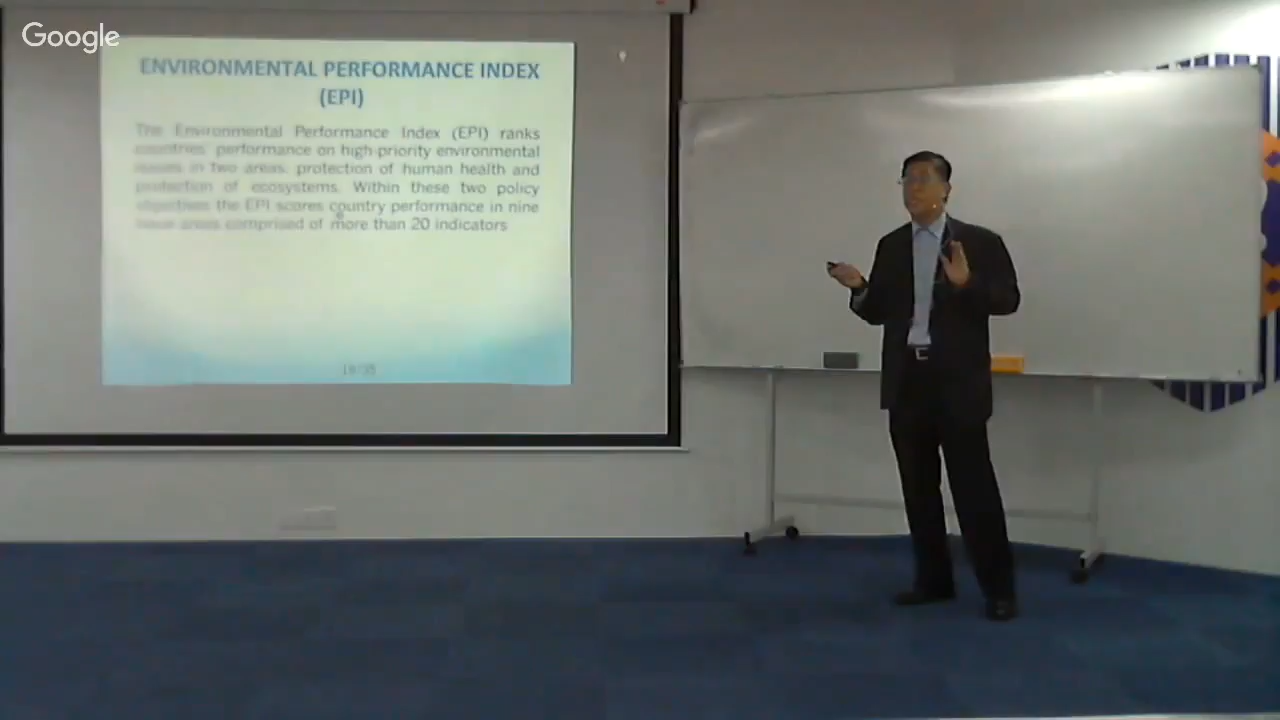 Google
ENVIRONMENTAL PERFORMANCE INDEX
(EPI)
The Environmental Performance Index (EPI) ranks
countries' performance on high-priority environmental
issues in two areas: protection of human health and
protection of ecosystems. Within these two policy
objectives the EPI scores country performance in nine
issue areas comprised of more than 20 indicators
19/35